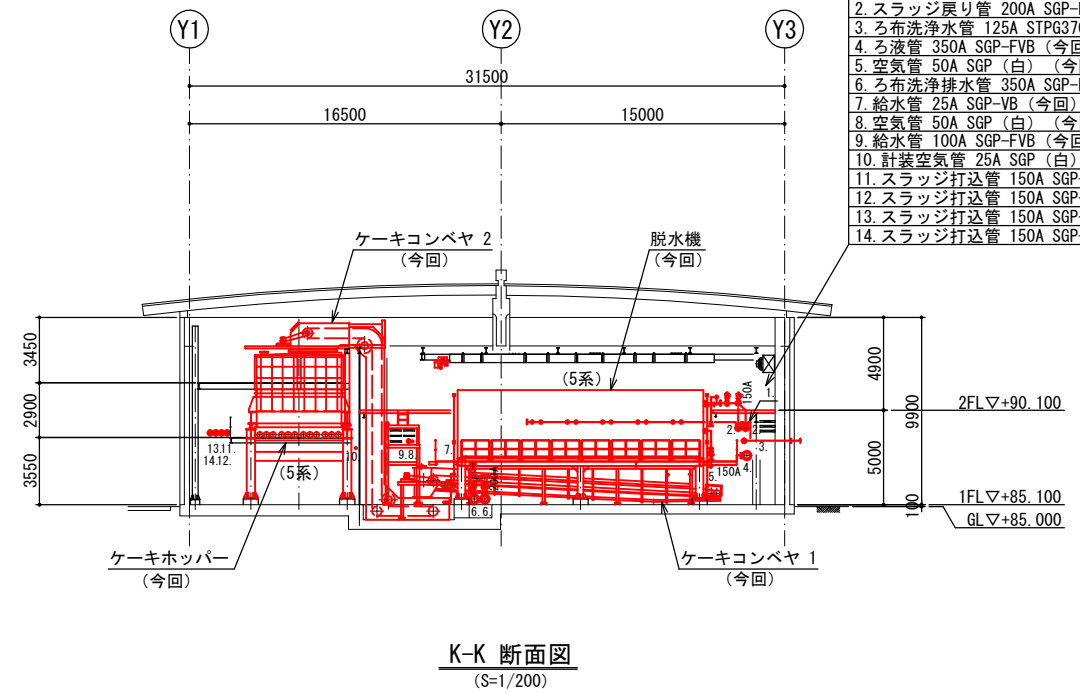 2. スラッジ戻り管 200A SGP-
3. ろ布洗浄水管 125A STPG37
4. ろ液管 350A SGP-FVB (今回
5. 空気管 50A SGP (白) (今
6. ろ布洗浄排水管 350A SGP-
7. 給水管 25A SGP-VB (今回)
8. 空気管 50A SGP (白) (今
9. 給水管 100A SGP-FVB (今回
10. 計装空気管 25A SGP (白)
11. スラッジ打込管 150A SGP-
12. スラッジ打込管 150A SGP-
13. スラッジ打込管 150A SGP-
14. スラッジ打込管 150A SGP-
Y1
Y2
Y3
31500
16500
15000
ケーキコンベヤ 2
(今回)
脱水機
(今回)
3450
2900
3550
4900
5000
9900
100
(5系)
(5系)
150A
1.
2.
3.
4.
5.
150A
200A
7.
9.8.
10.
13.11.
14.12.
6.6.
2FL▽+90.100
1FL▽+85.100
GL▽+85.000
ケーキホッパー
(今回)
ケーキコンベヤ 1
(今回)
K-K 断面図
(S=1/200)